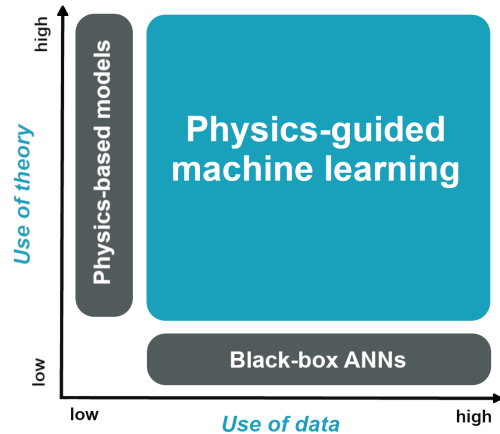 high
Use of theory
low
Physics-based models
Physics-guided
machine learning
Black-box ANNs
low
Use of data
high